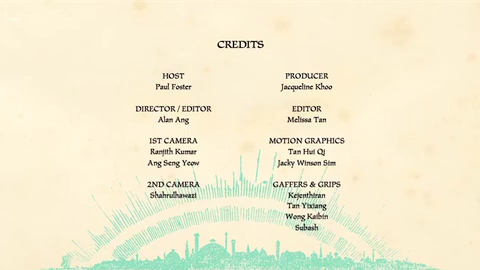 CREDITS
HOST
Paul Foster
DIRECTOR / EDITOR
Alan Ang
1ST CAMERA
Ranjith Kumar
Ang Seng Yeow
2ND CAMERA
Shahrulhawazi
PRODUCER
Jacqueline Khoo
EDITOR
Melissa Tan
MOTION GRAPHICS
Tan Hui Qi
Jacky Winson Sim
GAFFERS & GRIPS
Kejenthiran
Tan Yixiang
Wong Kaibin
Subash